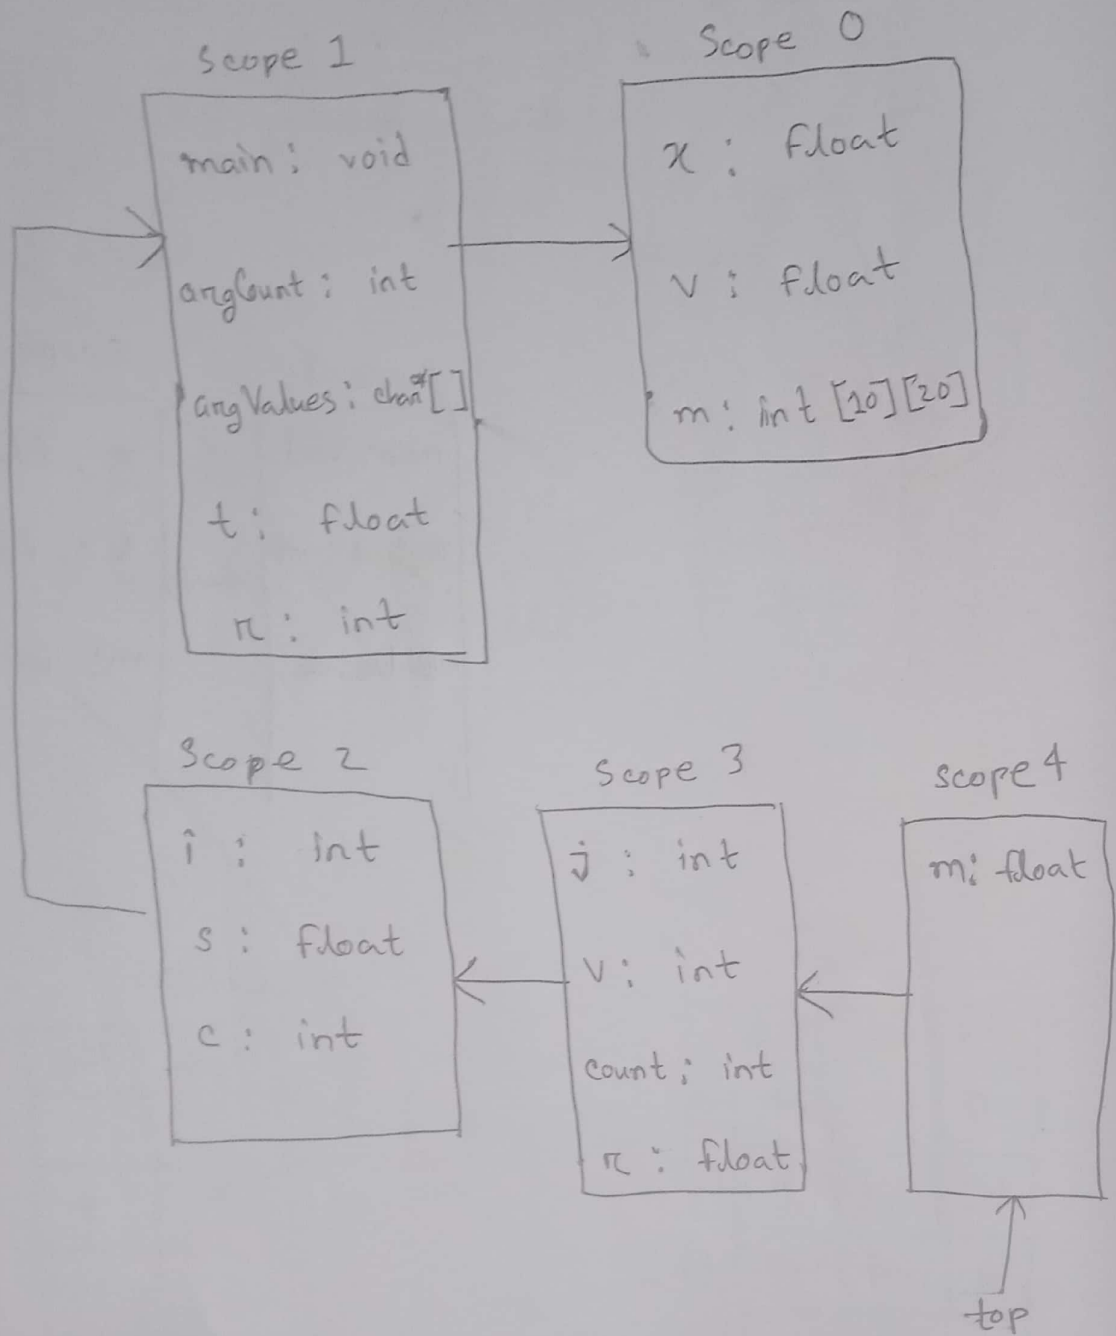 Scope 1
main : void
argCount : int
argValues : char*[]
t : float
r : int
Scope 0
x : float
v : float
m : int [10][20]
Scope 2
i : int
s : float
c : int
Scope 3
j : int
v : int
count : int
r : float
scope 4
m : float
top